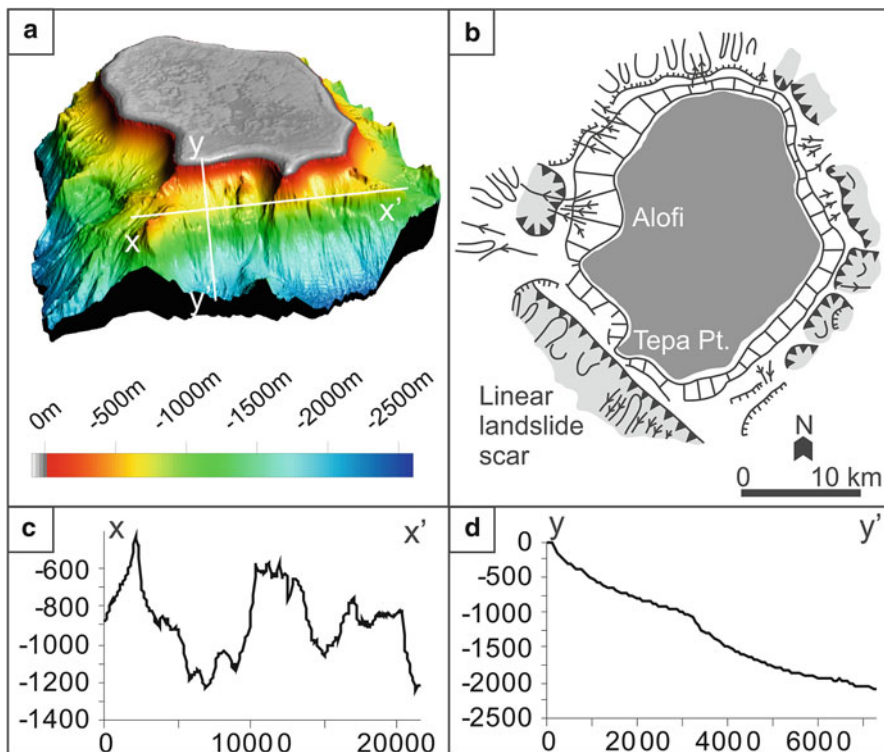 a
y
x
x'
y'
0m
-500m
-1000m
-1500m
-2000m
-2500m
b
Alofi
Tepa Pt.
Linear
landslide
scar
N
0 10 km
c
x
x'
-600
-800
-1000
-1200
-1400
0 10000 20000
d
y
y'
0
-500
-1000
-1500
-2000
-2500
0 2000 4000 6000